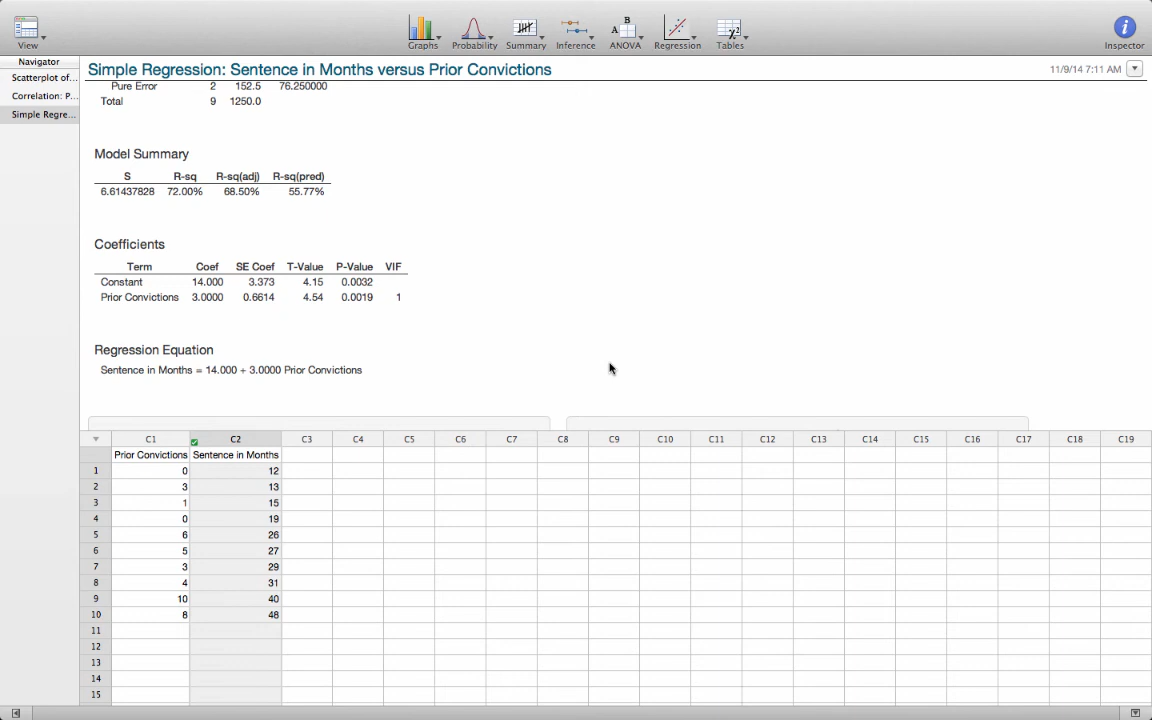 View
Graphs Probability Summary Inference ANOVA Regression Tables
Inspector
Navigator
Scatterplot of...
Correlation: P...
Simple Regre...
Simple Regression: Sentence in Months versus Prior Convictions
11/9/14 7:11 AM
Pure Error 2 152.5 76.250000
Total 9 1250.0
Model Summary
S R-sq R-sq(adj) R-sq(pred)
6.61437828 72.00% 68.50% 55.77%
Coefficients
Term Coef SE Coef T-Value P-Value VIF
Constant 14.000 3.373 4.15 0.0032
Prior Convictions 3.0000 0.6614 4.54 0.0019 1
Regression Equation
Sentence in Months = 14.000 + 3.0000 Prior Convictions
C1 C2 C3 C4 C5 C6 C7 C8 C9 C10 C11 C12 C13 C14 C15 C16 C17 C18 C19
Prior Convictions Sentence in Months
1 0 12
2 3 13
3 1 15
4 0 19
5 6 26
6 5 27
7 3 29
8 4 31
9 10 40
10 8 48
11
12
13
14
15